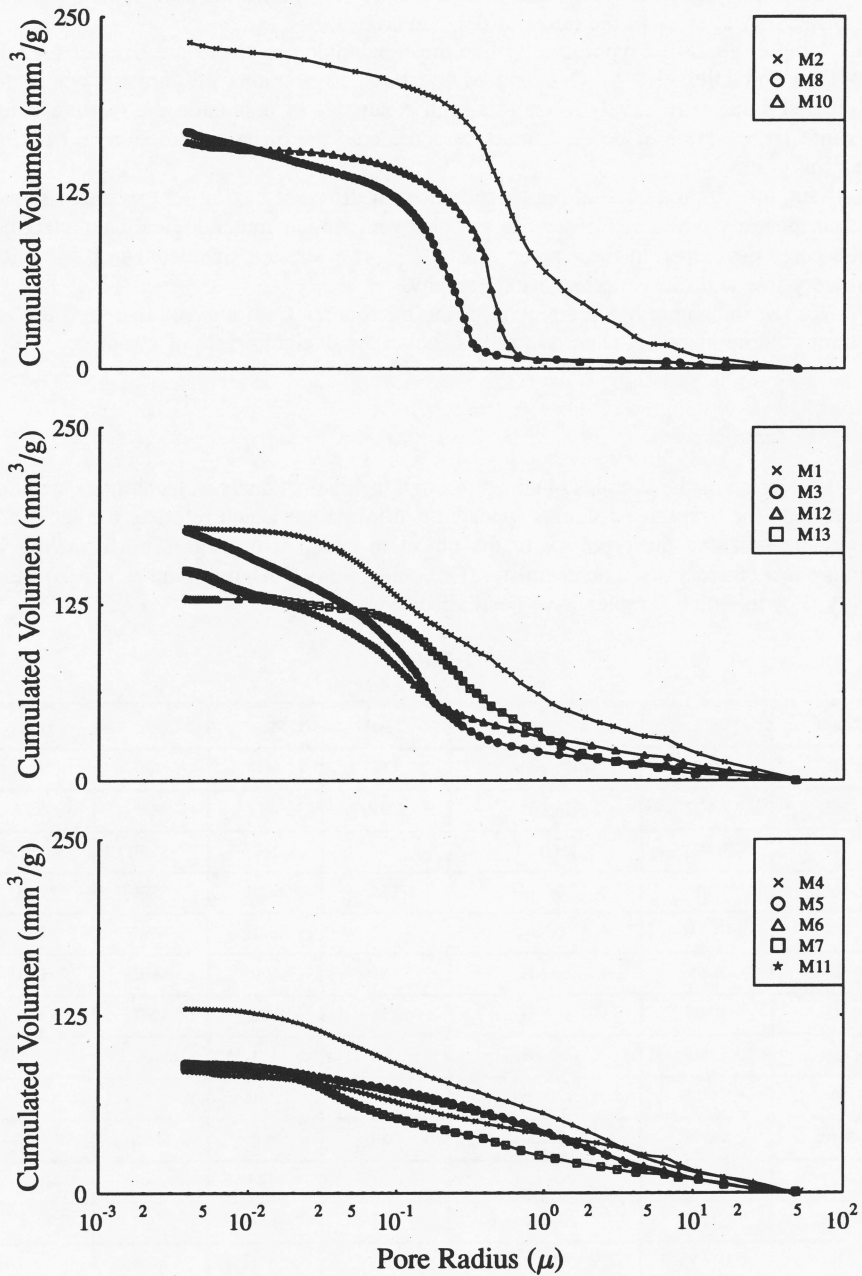 250
125
0
Cumulated Volumen (mm³/g)
× M2
○ M8
△ M10
250
125
0
Cumulated Volumen (mm³/g)
× M1
○ M3
△ M12
□ M13
250
125
0
Cumulated Volumen (mm³/g)
× M4
○ M5
△ M6
□ M7
⋆ M11
10⁻³ 5 10⁻² 2 5 10⁻¹ 2 5 10⁰ 2 5 10¹ 2 5 10²
Pore Radius (μ)